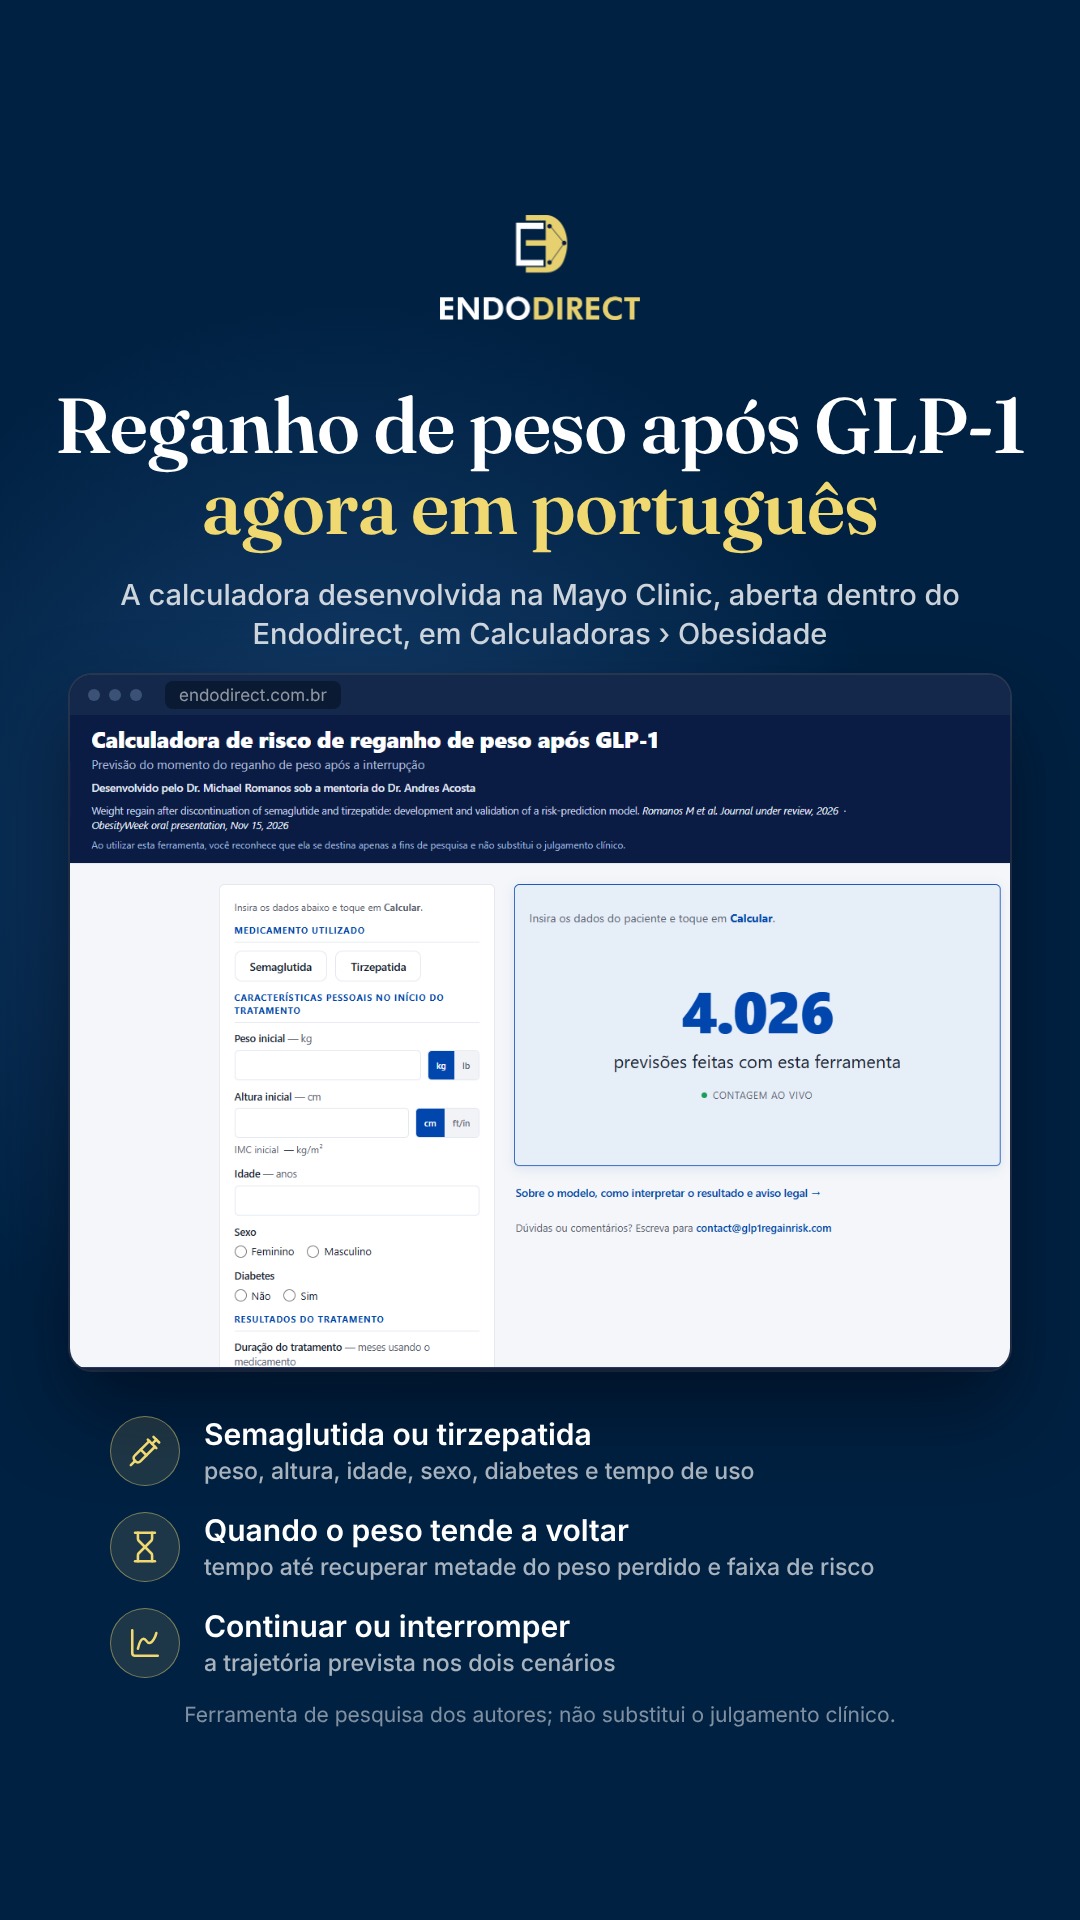 ENDODIRECT
Reganho de peso após GLP-1
agora em português
A calculadora desenvolvida na Mayo Clinic, aberta dentro do
Endodirect, em Calculadoras › Obesidade
endodirect.com.br
Calculadora de risco de reganho de peso após GLP-1
Previsão do momento do reganho de peso após a interrupção
Desenvolvido pelo Dr. Michael Romanos sob a mentoria do Dr. Andres Acosta
Weight regain after discontinuation of semaglutide and tirzepatide: development and validation of a risk-prediction model. Romanos M et al. Journal under review, 2026 ·
ObesityWeek oral presentation, Nov 15, 2026
Ao utilizar esta ferramenta, você reconhece que ela se destina apenas a fins de pesquisa e não substitui o julgamento clínico.
Insira os dados abaixo e toque em Calcular.
MEDICAMENTO UTILIZADO
Semaglutida Tirzepatida
CARACTERÍSTICAS PESSOAIS NO INÍCIO DO
TRATAMENTO
Peso inicial — kg
kg lb
Altura inicial — cm
cm ft/in
IMC inicial — kg/m²
Idade — anos
Sexo
Feminino Masculino
Diabetes
Não Sim
RESULTADOS DO TRATAMENTO
Duração do tratamento — meses usando o
medicamento
Insira os dados do paciente e toque em Calcular.
4.026
previsões feitas com esta ferramenta
CONTAGEM AO VIVO
Sobre o modelo, como interpretar o resultado e aviso legal →
Dúvidas ou comentários? Escreva para contact@glp1regainrisk.com
Semaglutida ou tirzepatida
peso, altura, idade, sexo, diabetes e tempo de uso
Quando o peso tende a voltar
tempo até recuperar metade do peso perdido e faixa de risco
Continuar ou interromper
a trajetória prevista nos dois cenários
Ferramenta de pesquisa dos autores; não substitui o julgamento clínico.